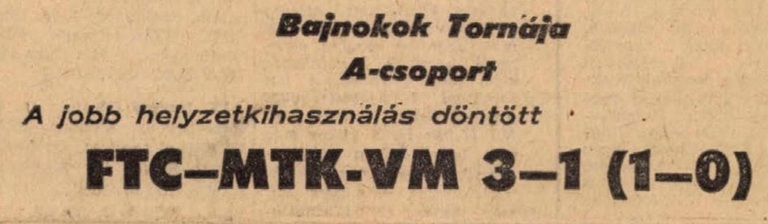 Bajnokok Tornája
A-csoport
A jobb helyzetkihasználás döntött
FTC—MTK-VM 3—1 (1—0)